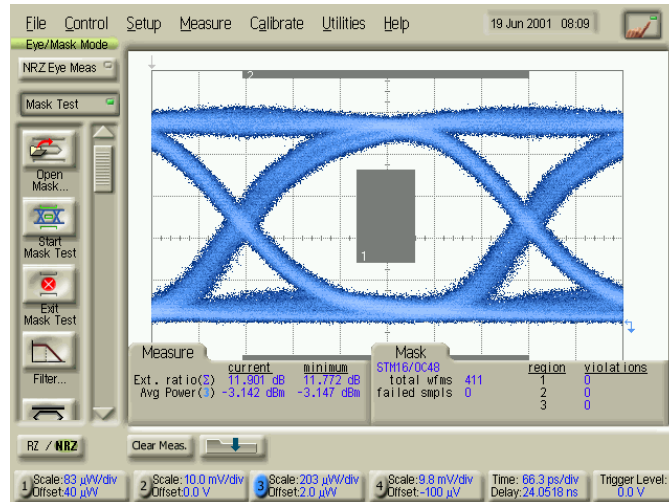 File Control Setup Measure Calibrate Utilities Help 19 Jun 2001 08:09
Eye/Mask Mode
NRZ Eye Meas
Mask Test
Open
Mask...
Start
Mask Test
Exit
Mask Test
Filter...
2
1
Measure
current minimum
Ext. ratio(Σ) 11.901 dB 11.772 dB
Avg Power(3) -3.142 dBm -3.147 dBm
Mask
STM16/OC48 region violations
total wfms 411 1 0
failed smpls 0 2 0
3 0
RZ / NRZ
Clear Meas.
1 Scale:83 µW/div
Offset:40 µW
2 Scale:10.0 mV/div
Offset:0.0 V
3 Scale:203 µW/div
Offset:2.0 µW
4 Scale:9.8 mV/div
Offset:-100 µV
Time: 66.3 ps/div
Delay:24.0518 ns
Trigger Level:
0.0 V